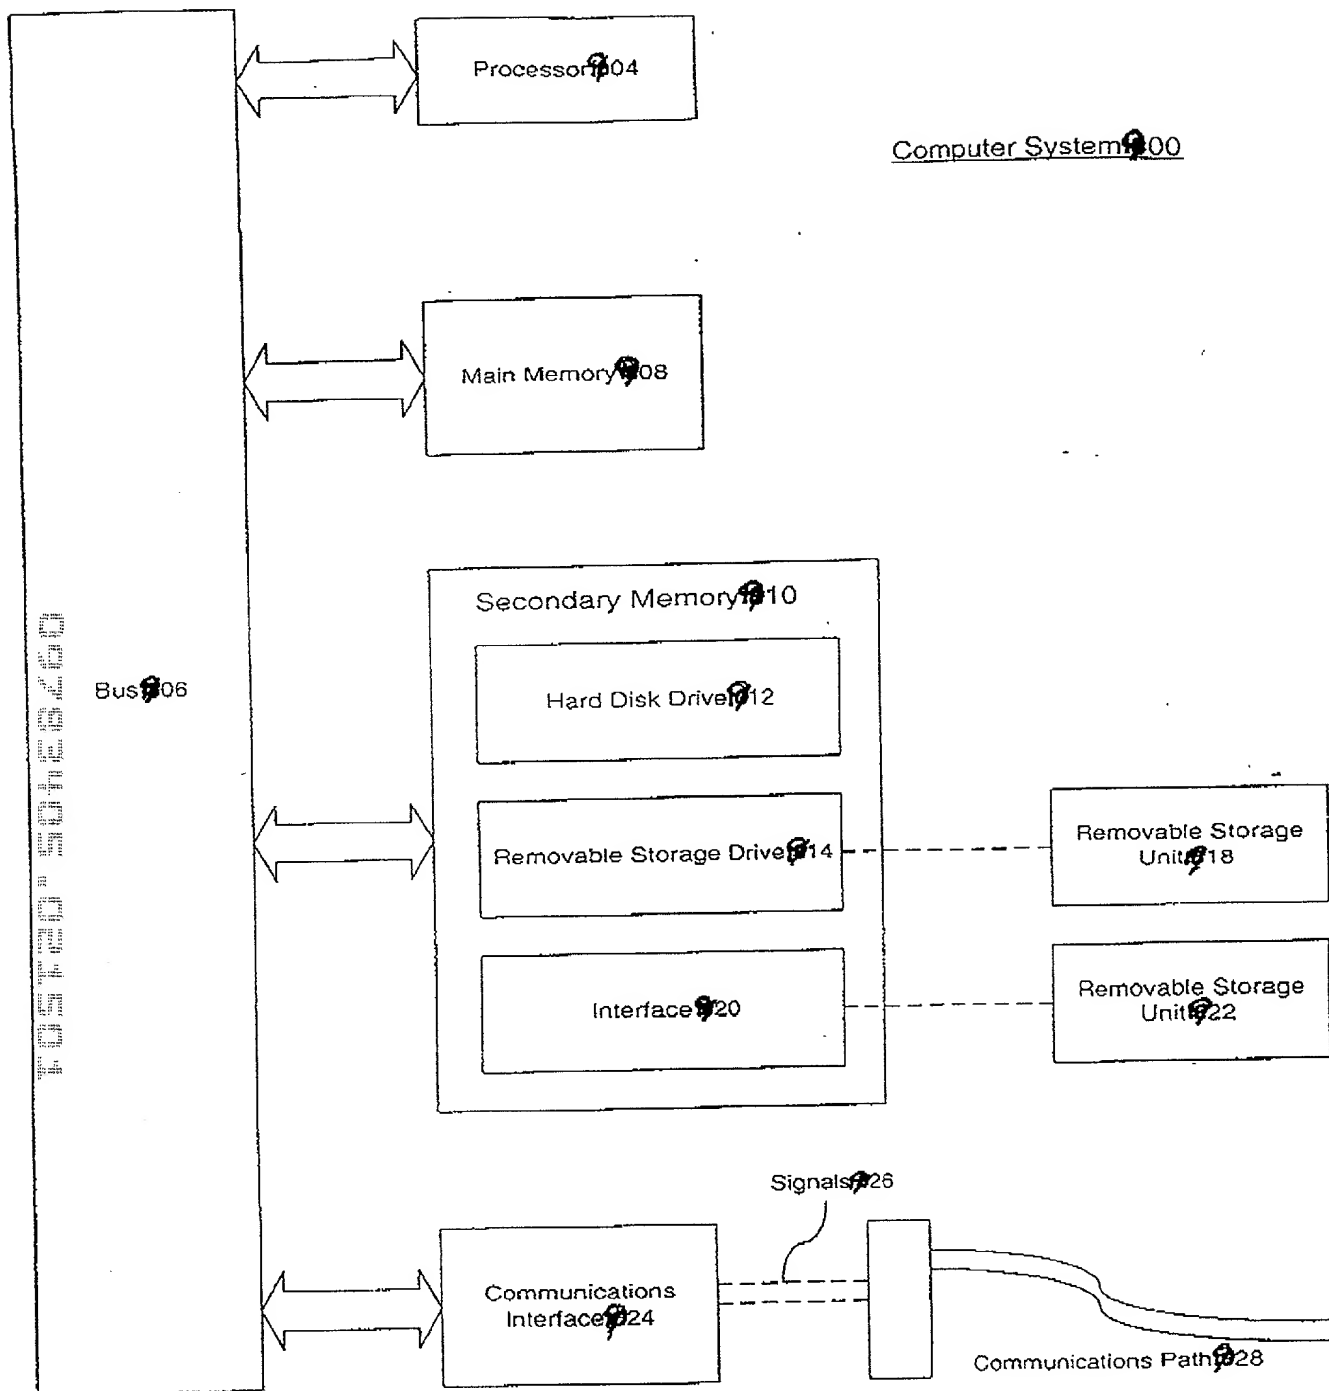 Processor 904
Computer System 900
Main Memory 908
Secondary Memory 910
Hard Disk Drive 912
Bus 906
Removable Storage Drive 914
Removable Storage
Unit 918
Interface 920
Removable Storage
Unit 922
09783405.021501
Signals 926
Communications
Interface 924
Communications Path 928